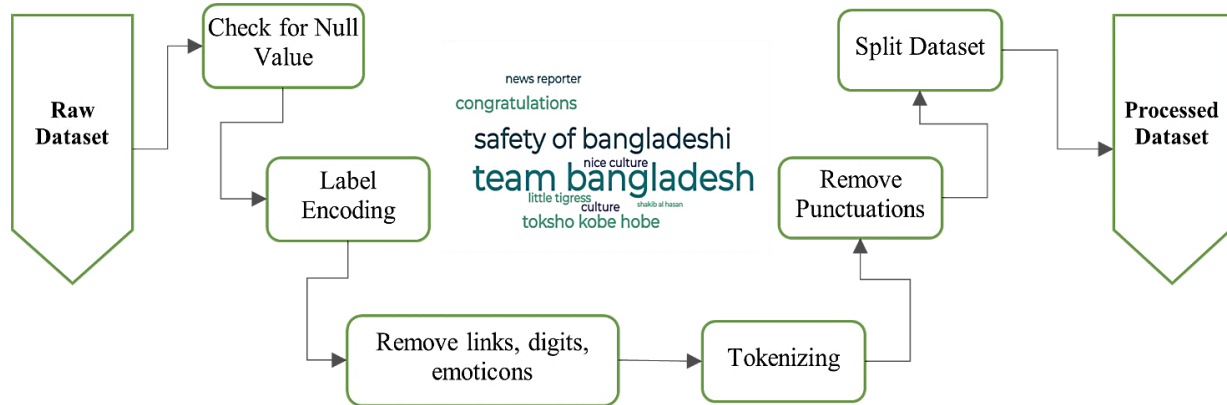 Raw
Dataset
Check for Null
Value
Label
Encoding
Remove links, digits,
emoticons
Tokenizing
Remove
Punctuations
Split Dataset
Processed
Dataset
news reporter
congratulations
safety of bangladeshi
nice culture
team bangladesh
little tigress
culture
shakib al hasan
toksho kobe hobe